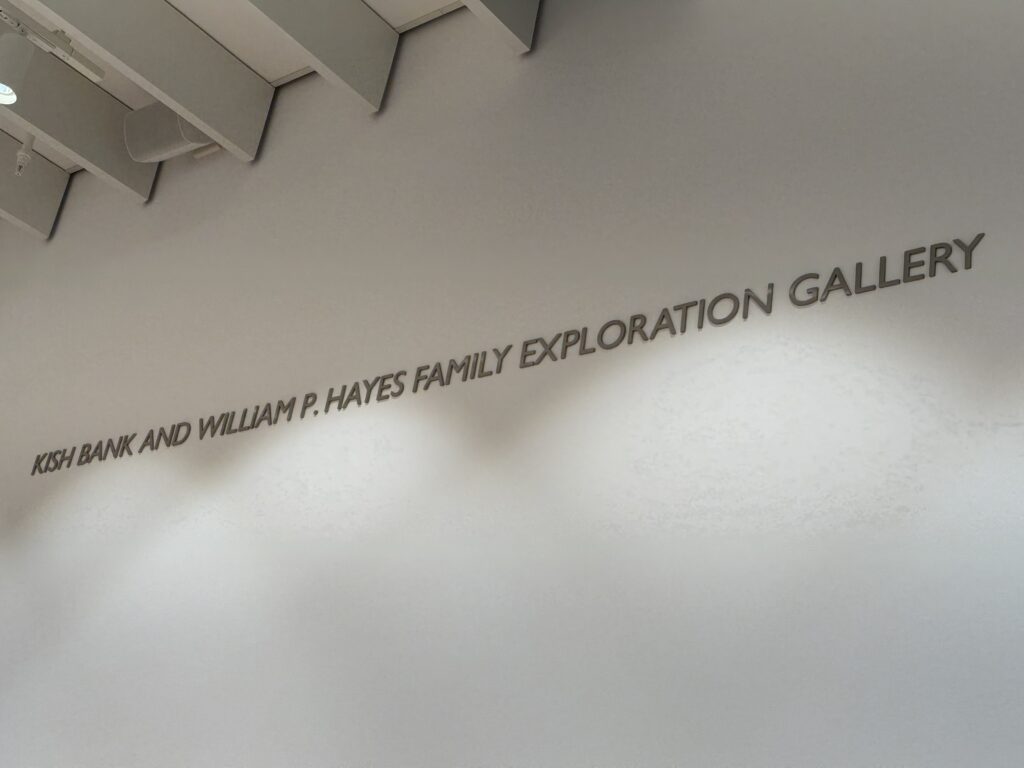 KISH BANK AND WILLIAM P. HAYES FAMILY EXPLORATION GALLERY